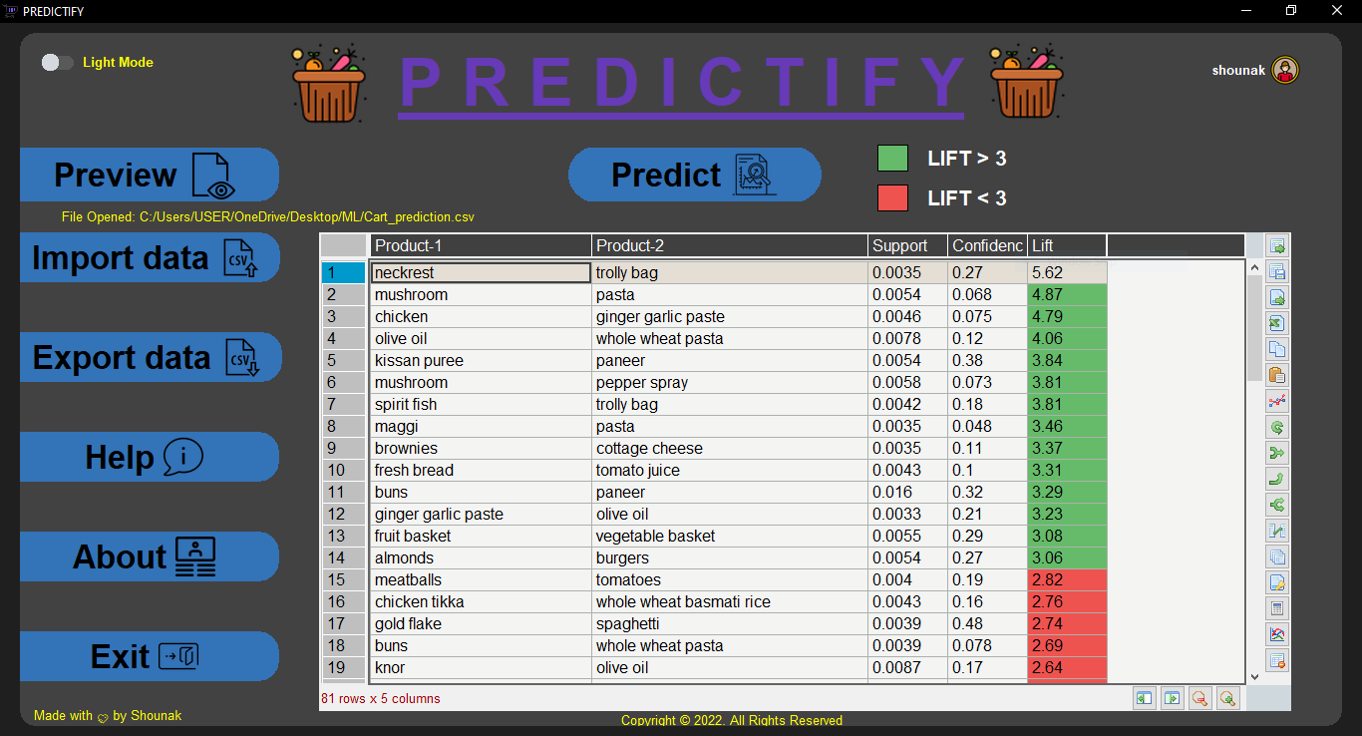 PREDICTIFY
Light Mode
PREDICTIFY
shounak
Preview
Predict
LIFT > 3
LIFT < 3
File Opened: C:/Users/USER/OneDrive/Desktop/ML/Cart_prediction.csv
Import data CSV
Export data CSV
Help i
About
Exit
Product-1 Product-2 Support Confidenc Lift
1 neckrest trolly bag 0.0035 0.27 5.62
2 mushroom pasta 0.0054 0.068 4.87
3 chicken ginger garlic paste 0.0046 0.075 4.79
4 olive oil whole wheat pasta 0.0078 0.12 4.06
5 kissan puree paneer 0.0054 0.38 3.84
6 mushroom pepper spray 0.0058 0.073 3.81
7 spirit fish trolly bag 0.0042 0.18 3.81
8 maggi pasta 0.0035 0.048 3.46
9 brownies cottage cheese 0.0035 0.11 3.37
10 fresh bread tomato juice 0.0043 0.1 3.31
11 buns paneer 0.016 0.32 3.29
12 ginger garlic paste olive oil 0.0033 0.21 3.23
13 fruit basket vegetable basket 0.0055 0.29 3.08
14 almonds burgers 0.0054 0.27 3.06
15 meatballs tomatoes 0.004 0.19 2.82
16 chicken tikka whole wheat basmati rice 0.0043 0.16 2.76
17 gold flake spaghetti 0.0039 0.48 2.74
18 buns whole wheat pasta 0.0039 0.078 2.69
19 knor olive oil 0.0087 0.17 2.64
81 rows x 5 columns
Made with by Shounak
Copyright © 2022. All Rights Reserved